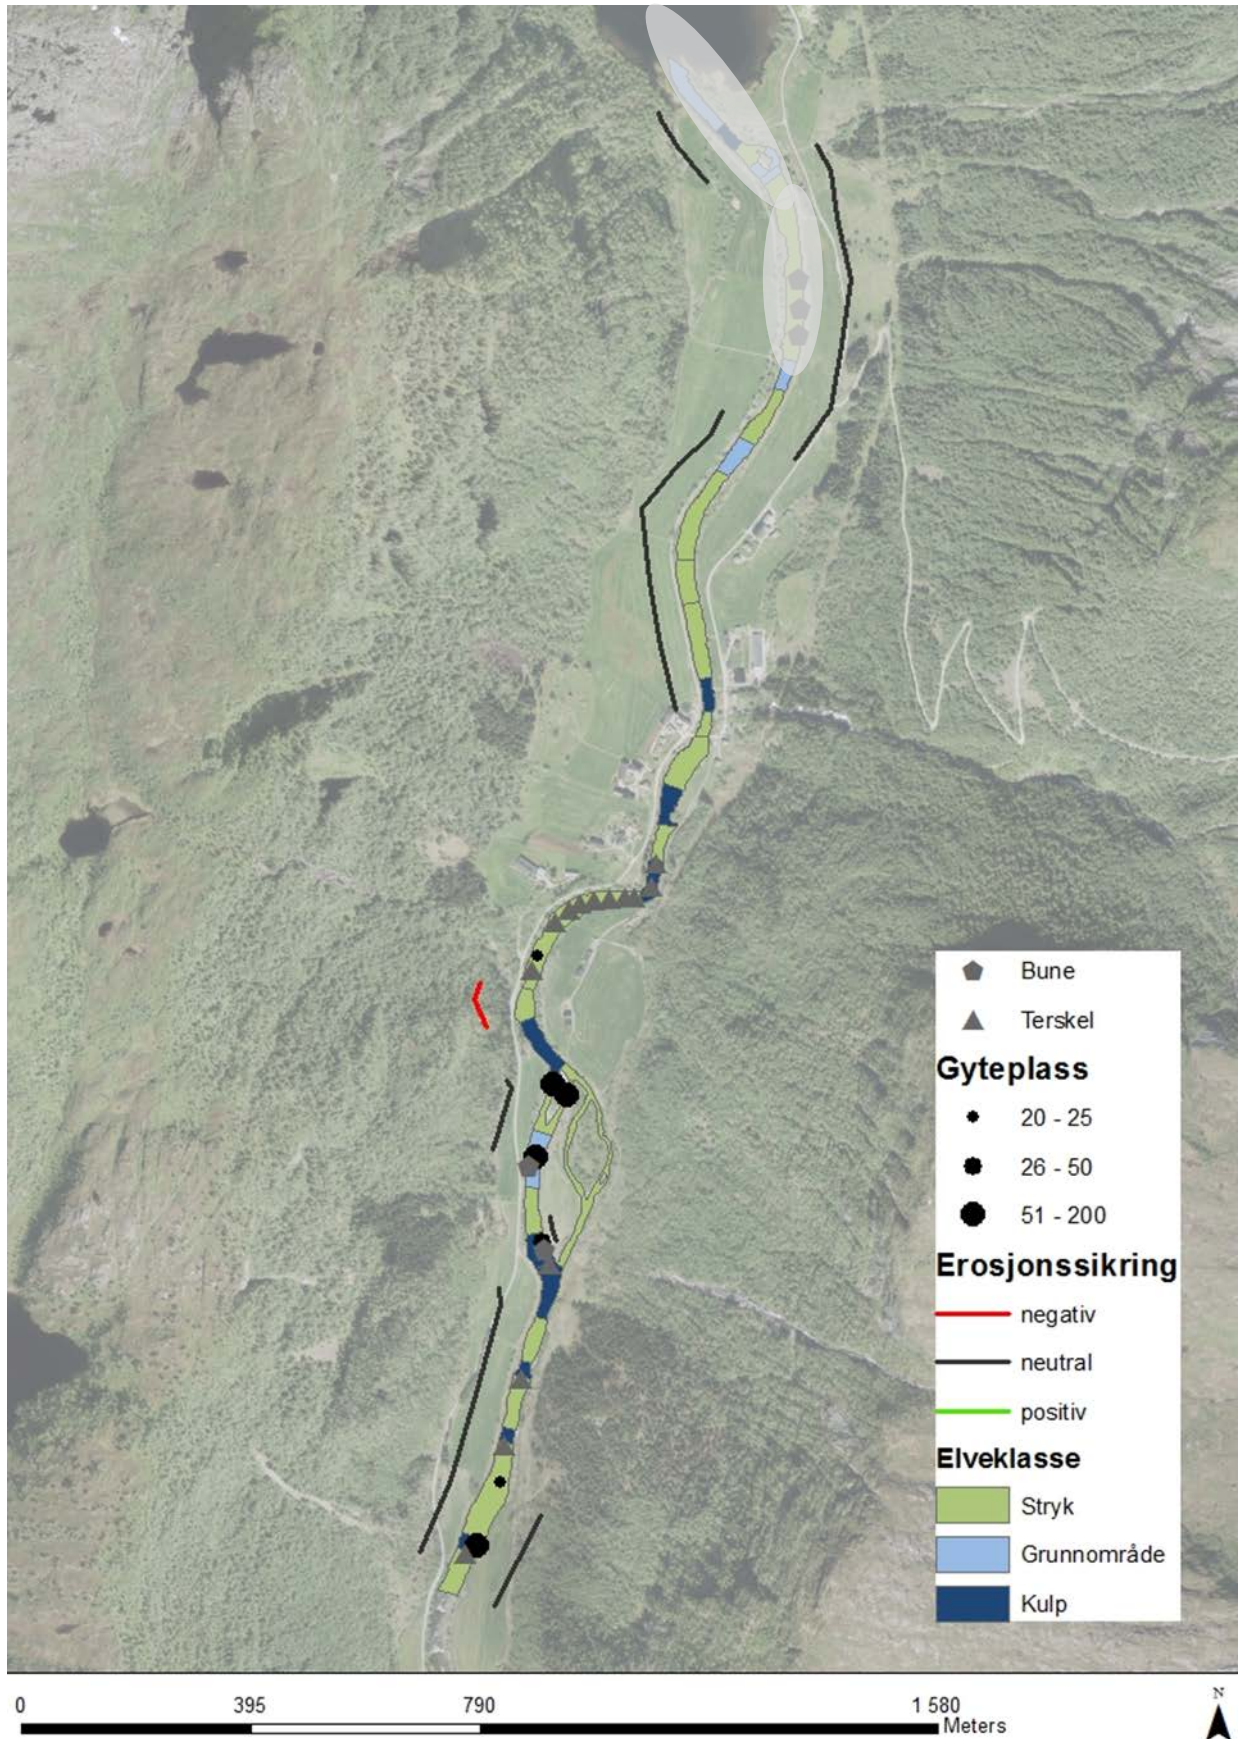 Bune
Terskel
Gyteplass
20 - 25
26 - 50
51 - 200
Erosjonssikring
negativ
neutral
positiv
Elveklasse
Stryk
Grunnområde
Kulp
0 395 790 1 580
Meters
N